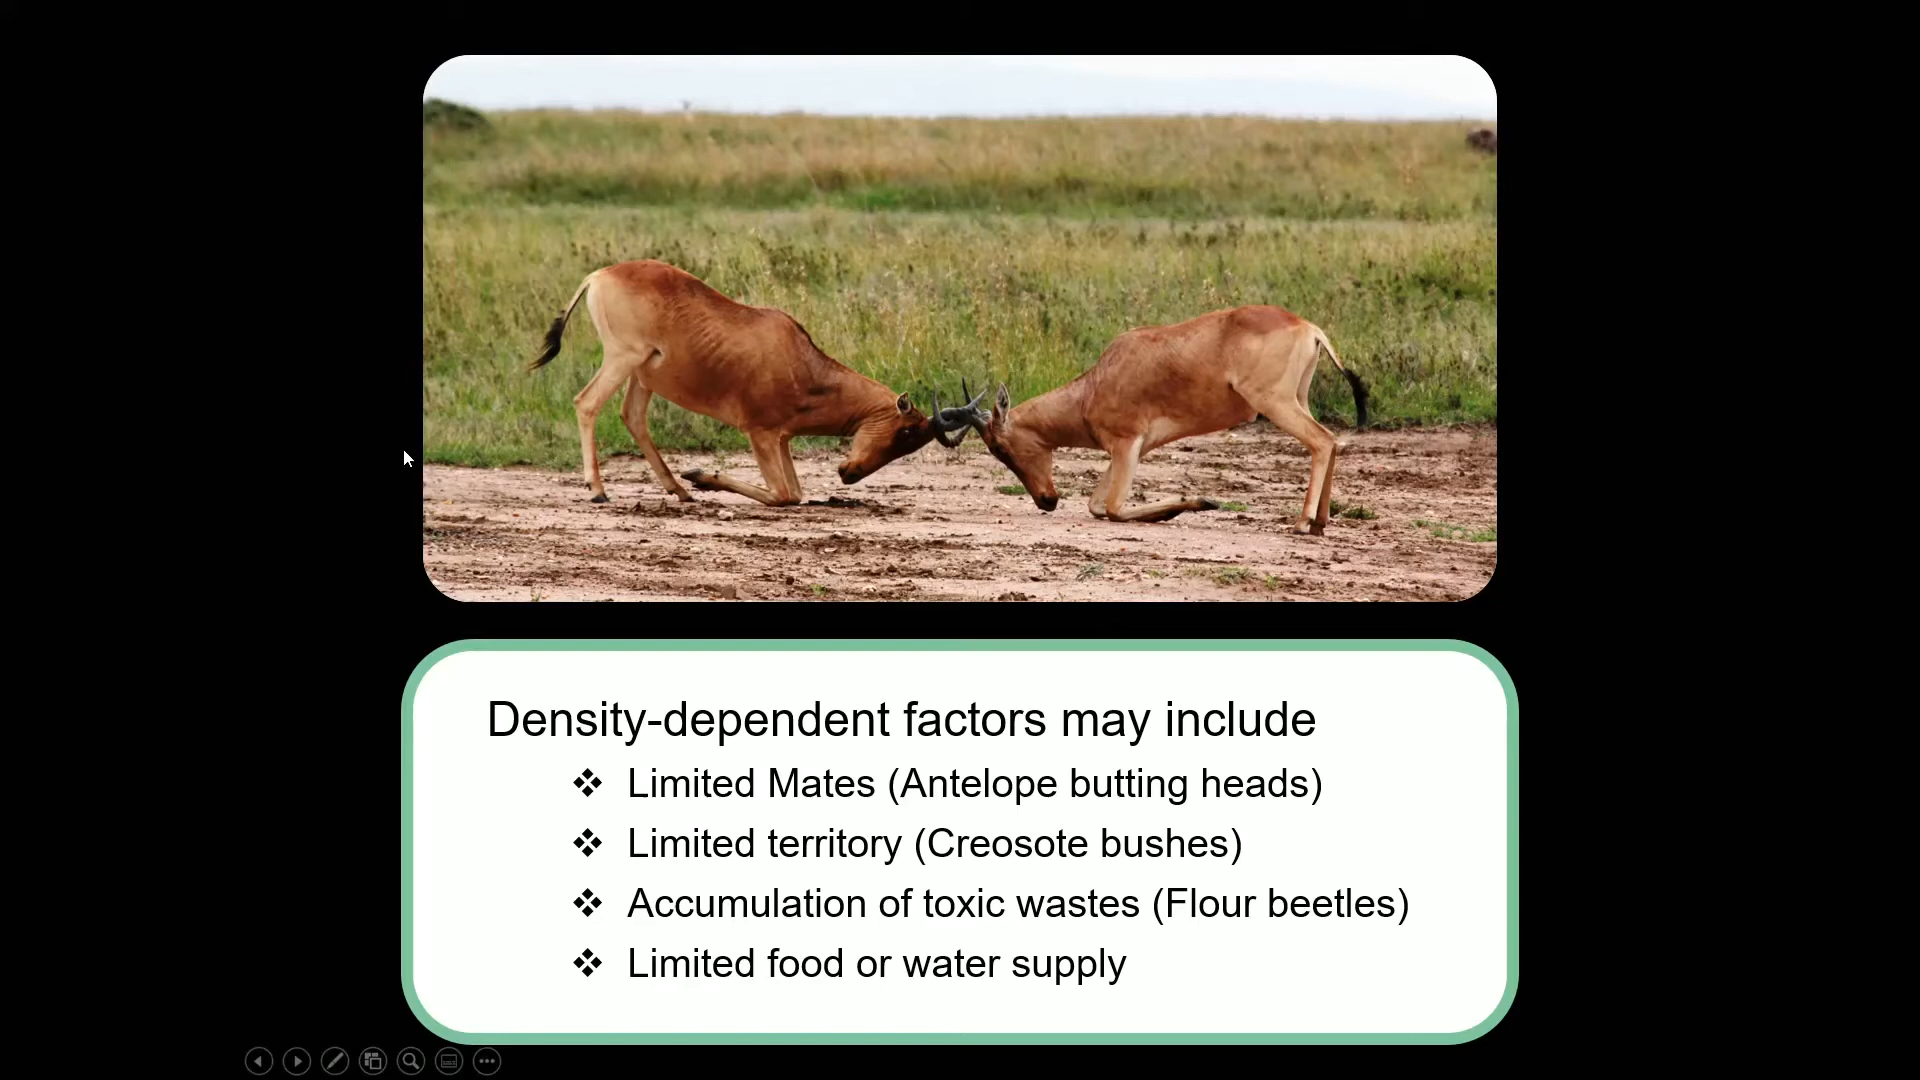 Density-dependent factors may include
❖ Limited Mates (Antelope butting heads)
❖ Limited territory (Creosote bushes)
❖ Accumulation of toxic wastes (Flour beetles)
❖ Limited food or water supply